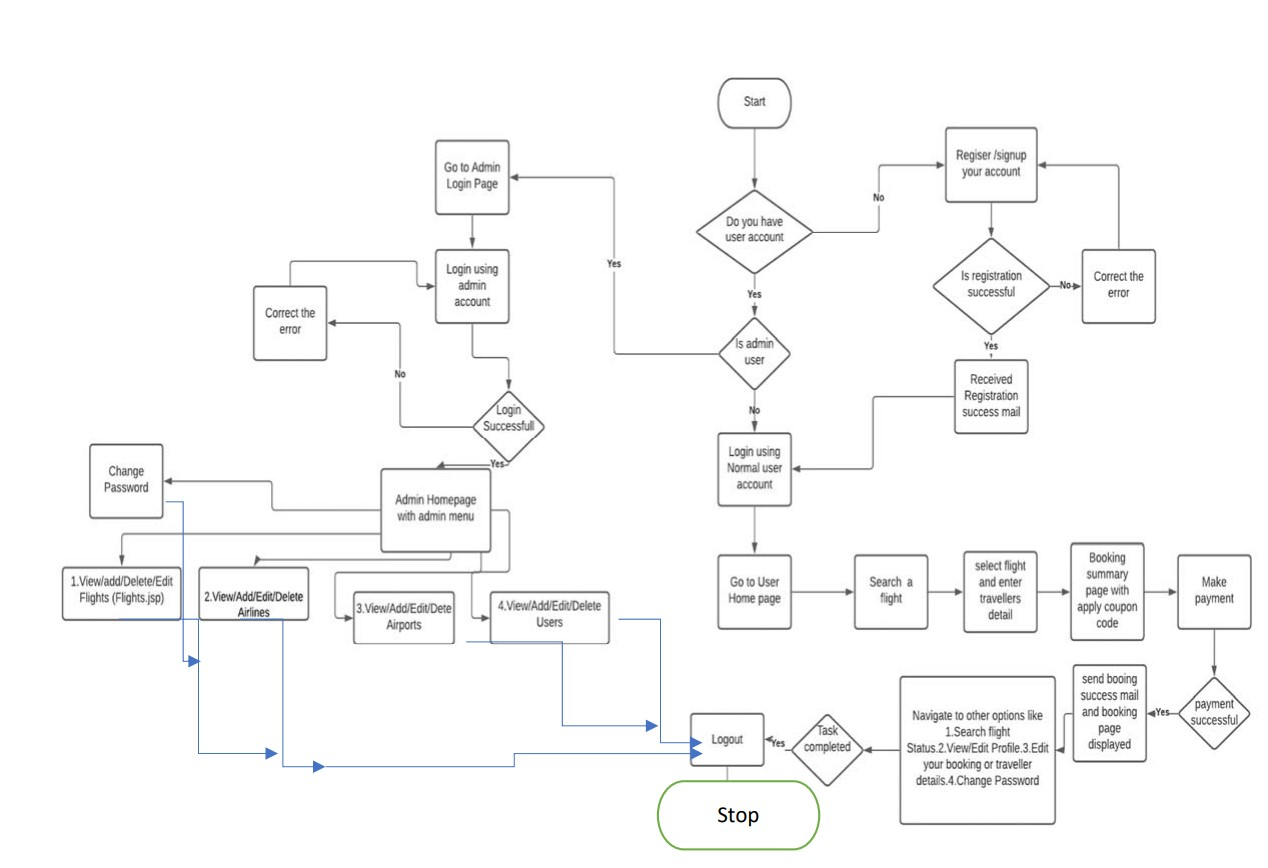 Start
Do you have
user account
No
Regiser /signup
your account
Is registration
successful
No
Correct the
error
Yes
Received
Registration
success mail
Yes
Is admin
user
Yes
Go to Admin
Login Page
Login using
admin
account
Correct the
error
No
Login
Successfull
Yes
Admin Homepage
with admin menu
Change
Password
1.View/add/Delete/Edit
Flights (Flights.jsp)
2.View/Add/Edit/Delete
Airlines
3.View/Add/Edit/Dete
Airports
4.View/Add/Edit/Delete
Users
No
Login using
Normal user
account
Go to User
Home page
Search a
flight
select flight
and enter
travellers
detail
Booking
summary
page with
apply coupon
code
Make
payment
payment
successful
Yes
send booing
success mail
and booking
page
displayed
Navigate to other options like
1.Search flight
Status.2.View/Edit Profile.3.Edit
your booking or traveller
details.4.Change Password
Task
completed
Yes
Logout
Stop